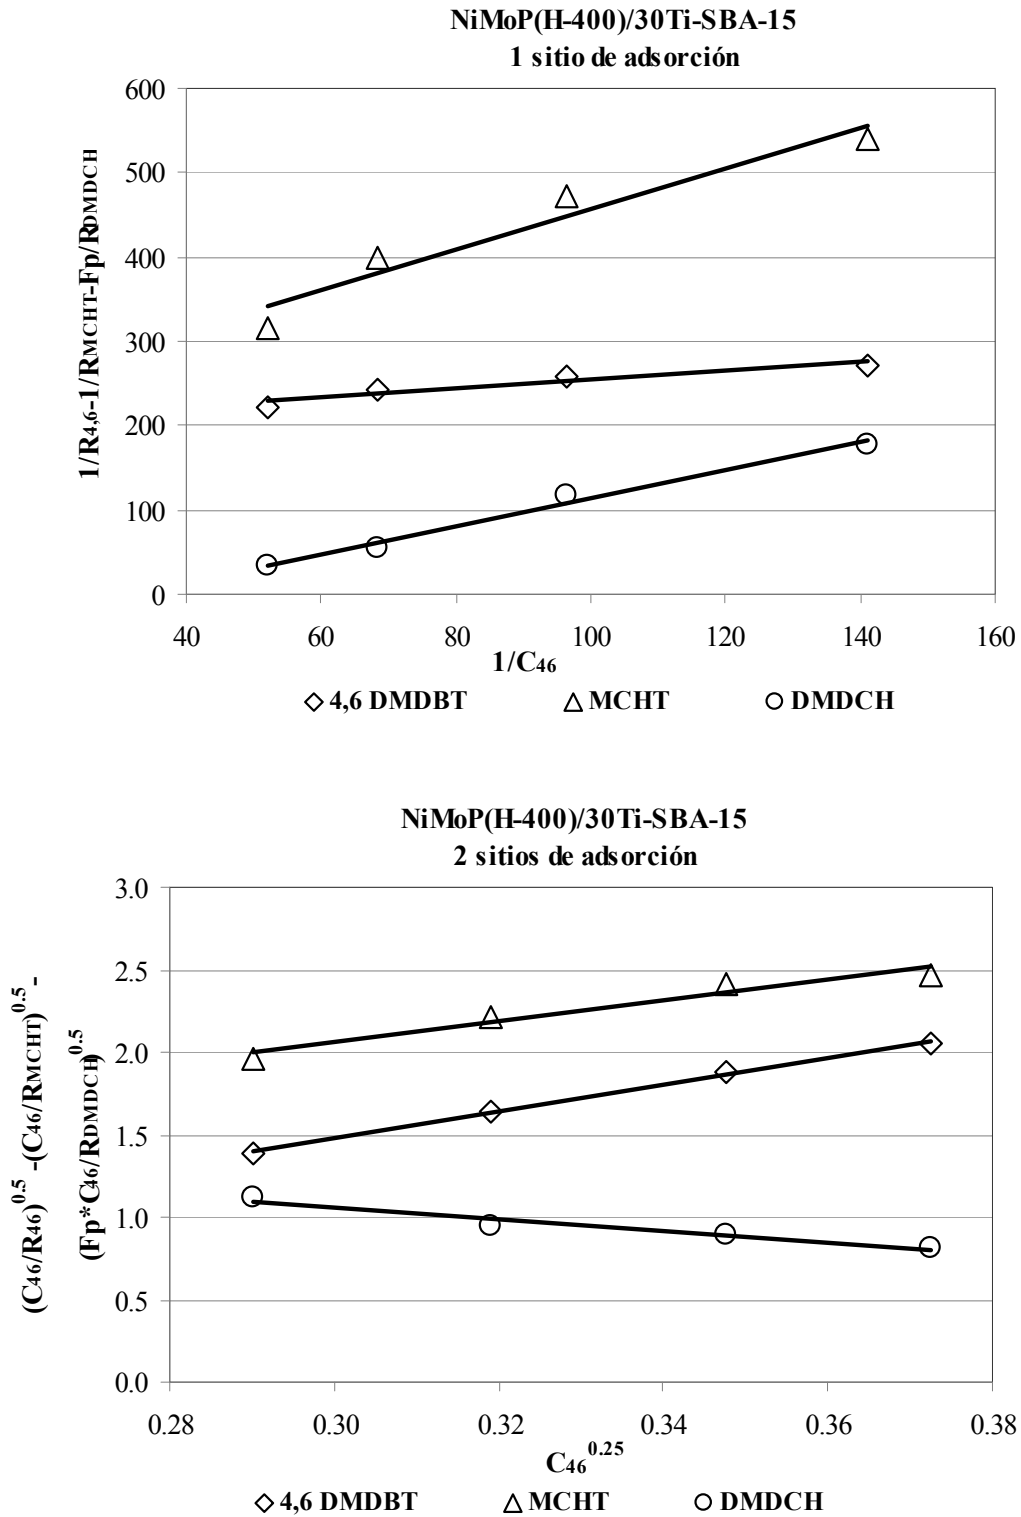 NiMoP(H-400)/30Ti-SBA-15
1 sitio de adsorción
1/R4,6-1/RMCHT-Fp/RDMDCH
600
500
400
300
200
100
0
40 60 80 100 120 140 160
1/C46
4,6 DMDBT MCHT DMDCH
NiMoP(H-400)/30Ti-SBA-15
2 sitios de adsorción
(C46/R46)^0.5 -(C46/RMCHT)^0.5 -
(Fp*C46/RDMDCH)^0.5
3.0
2.5
2.0
1.5
1.0
0.5
0.0
0.28 0.30 0.32 0.34 0.36 0.38
C46^0.25
4,6 DMDBT MCHT DMDCH